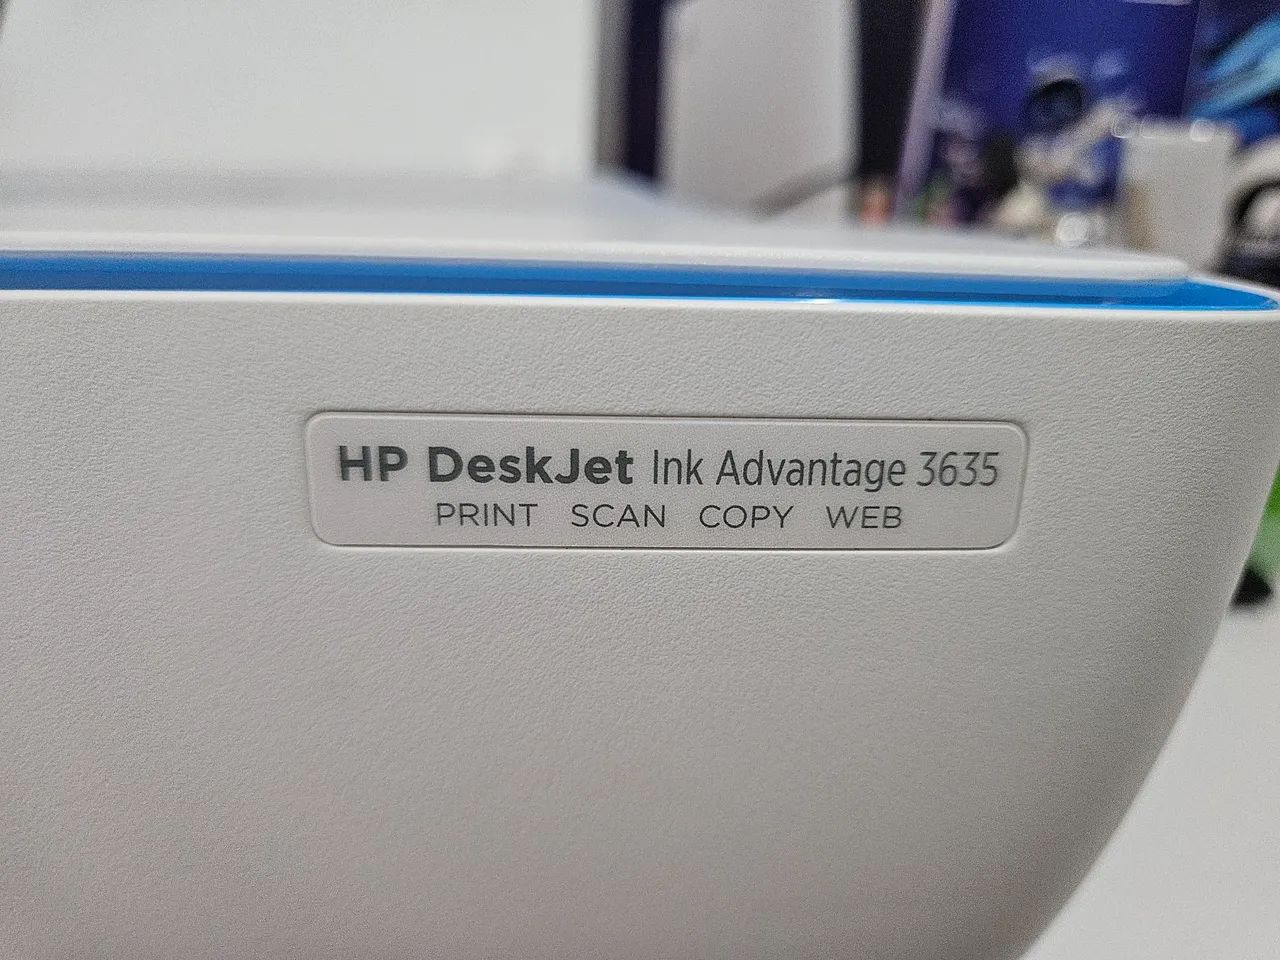 HP DeskJet Ink Advantage 3635
PRINT SCAN COPY WEB